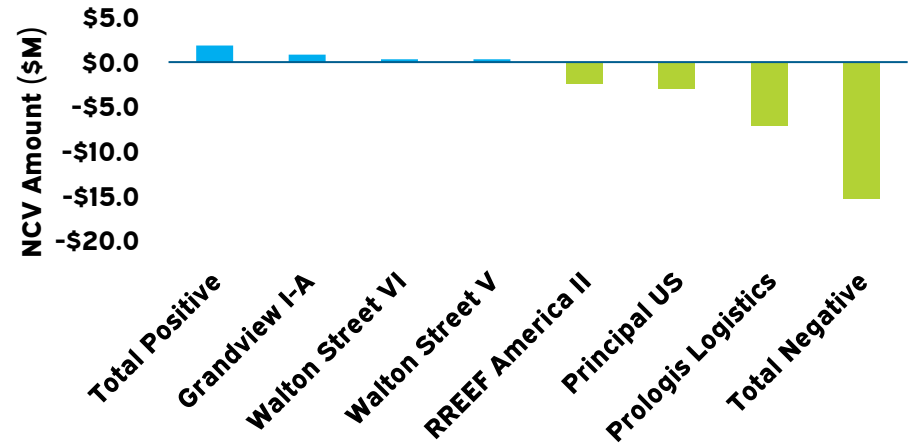 NCV Amount ($M)
$5.0
$0.0
-$5.0
-$10.0
-$15.0
-$20.0
Total Positive
Grandview I-A
Walton Street VI
Walton Street V
RREEF America II
Principal US
Prologis Logistics
Total Negative